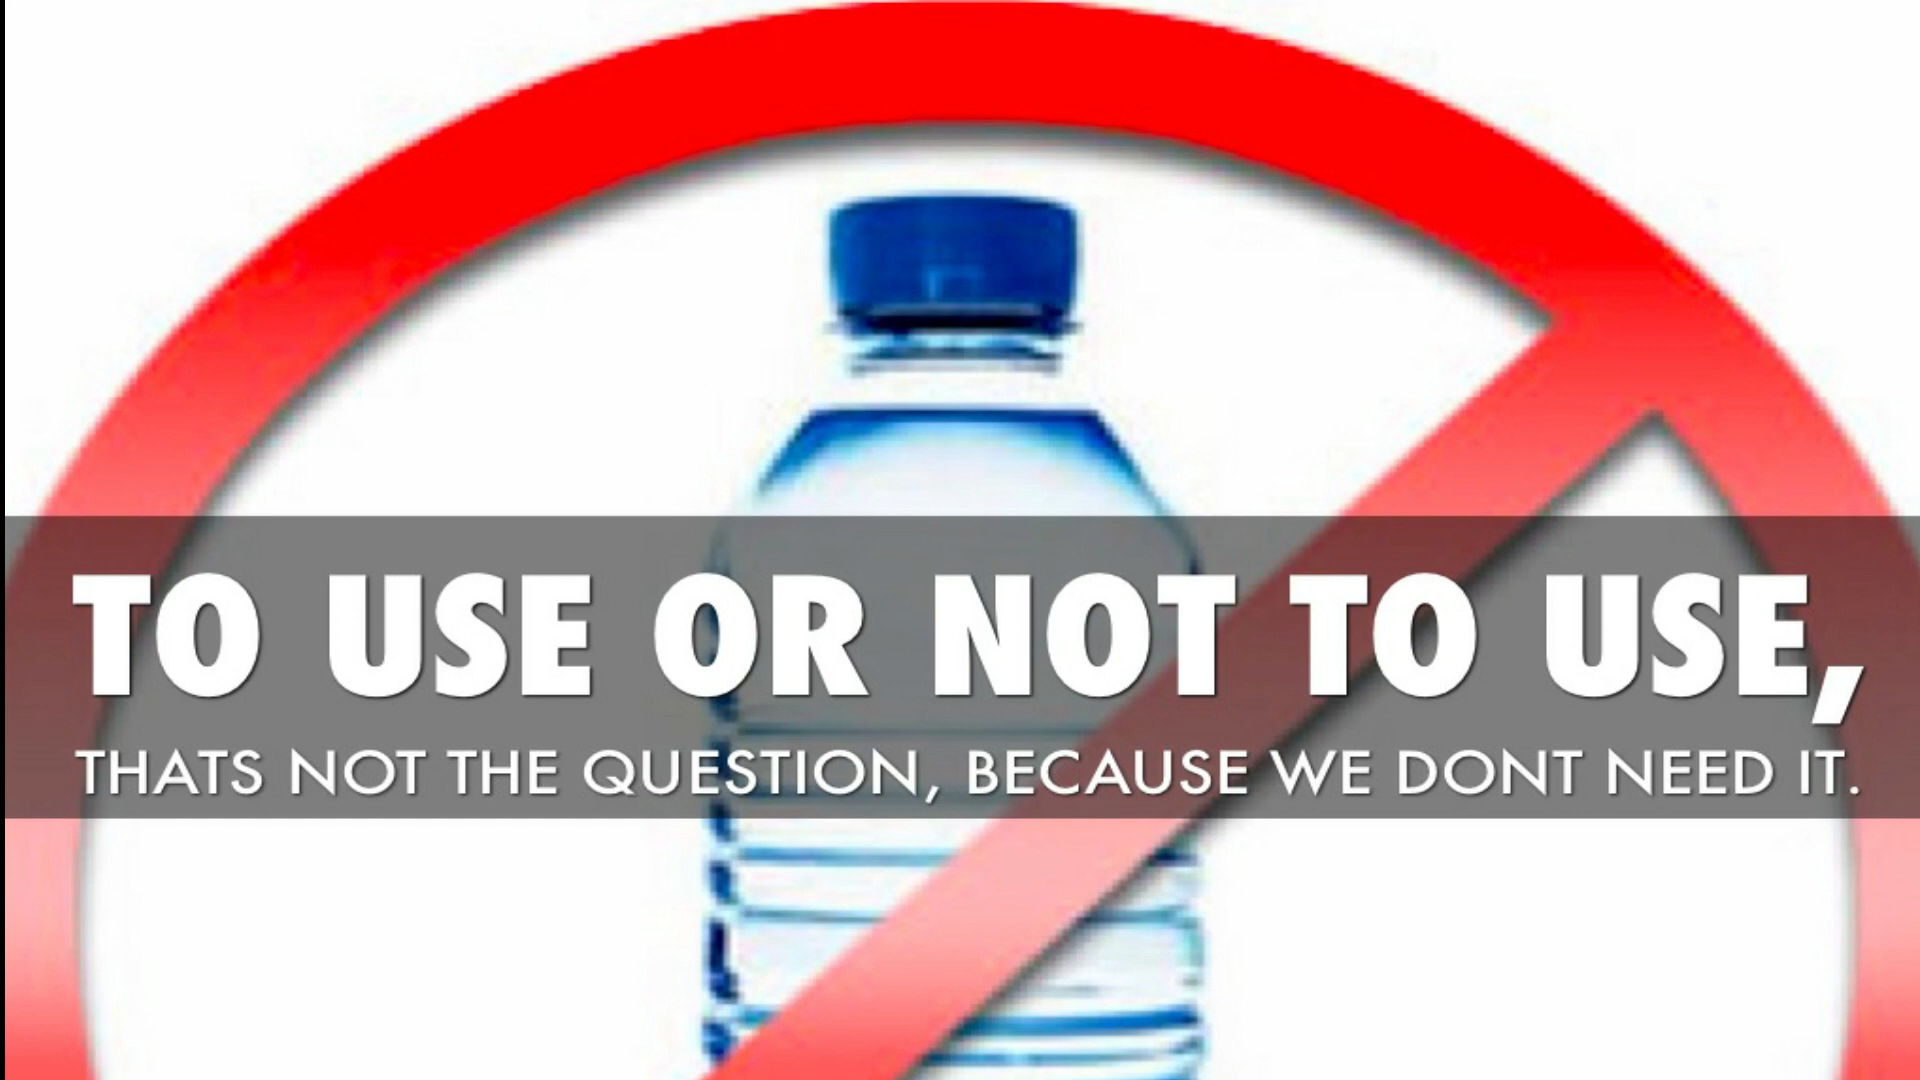 TO USE OR NOT TO USE,
THATS NOT THE QUESTION, BECAUSE WE DONT NEED IT.